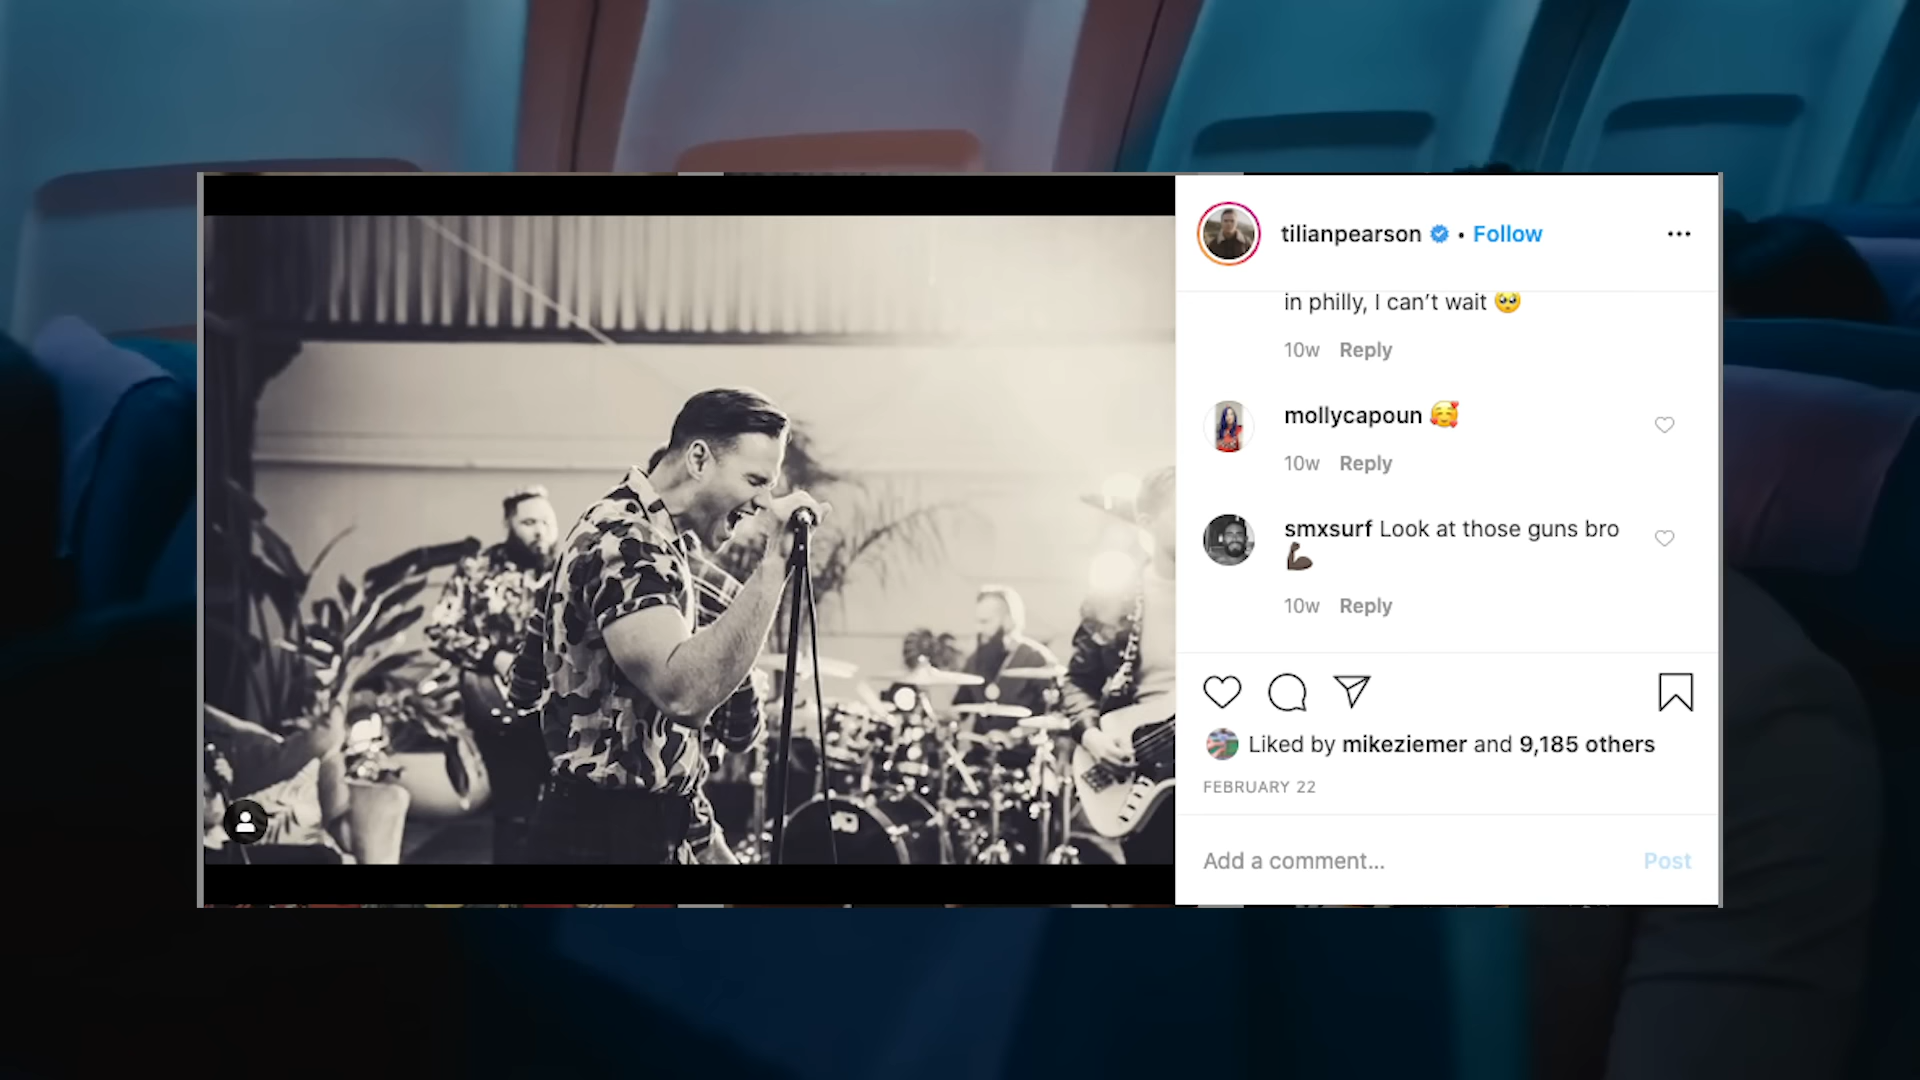 tilianpearson • Follow
in philly, I can’t wait 🥺
10w Reply
mollycapoun 🥰
10w Reply
smxsurf Look at those guns bro
💪🏿
10w Reply
Liked by mikeziemer and 9,185 others
FEBRUARY 22
Add a comment... Post